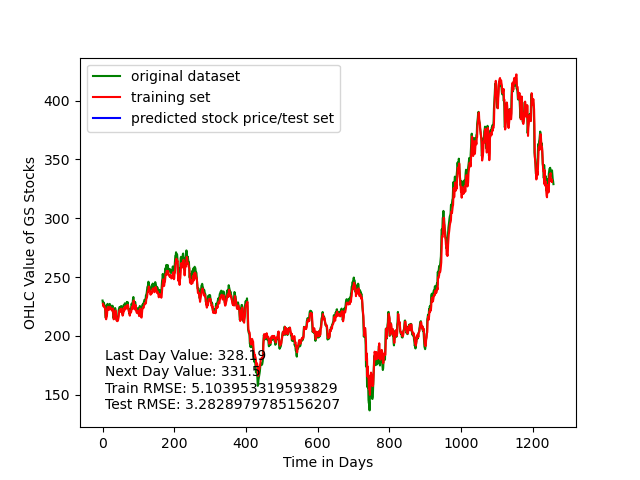 original dataset
training set
predicted stock price/test set
OHLC Value of GS Stocks
400
350
300
250
200
150
Last Day Value: 328.19
Next Day Value: 331.5
Train RMSE: 5.103953319593829
Test RMSE: 3.2828979785156207
0 200 400 600 800 1000 1200
Time in Days